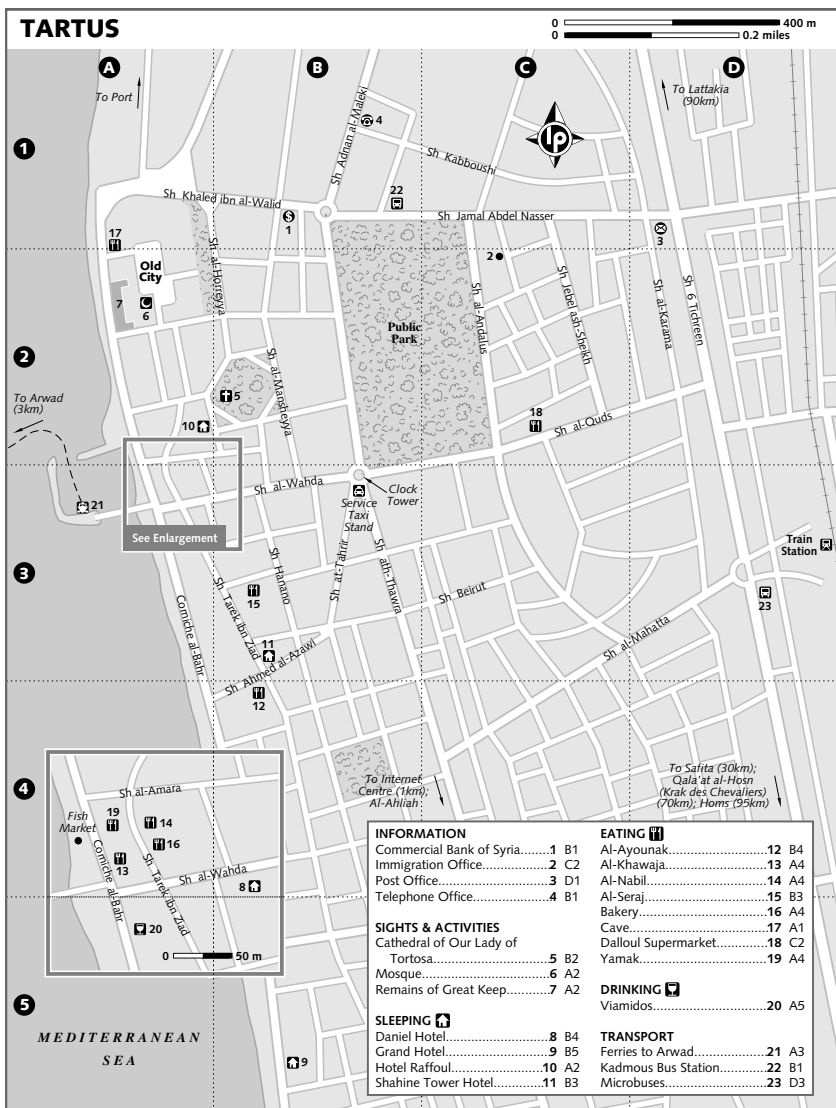 TARTUS
0 400 m
0 0.2 miles
A
B
C
D
To Port
To Lattakia
(90km)
1
Sh Adnan al-Maleki
4
Sh Kabboushi
lp
22
Sh Khaled ibn al-Walid
Sh Jamal Abdel Nasser
1
3
17
Sh al-Horreyya
2
Old
City
7
6
Public
Park
Sh al-Andalus
Sh Jebel ash-Sheikh
Sh al-Karama
Sh 6 Tichreen
2
Sh al-Mansheyya
To Arwad
(3km)
5
10
18
Sh al-Quds
Sh al-Wahda
Clock
Tower
Service
Taxi
Stand
21
See Enlargement
Train
Station
3
Sh Hanano
Sh at-Tahrir
Sh ath-Thawra
Sh Beirut
15
23
Corniche al-Bahr
Sh Tarek ibn Ziad
11
Sh al-Mahatta
Sh Ahmed al-Azawi
12
4
Sh al-Amara
Fish
Market
19
14
16
13
Sh al-Wahda
8
Corniche al-Bahr
Sh Tarek ibn Ziad
20
0 50 m
To Internet
Centre (1km);
Al-Ahliah
To Safita (30km);
Qala'at al-Hosn
(Krak des Chevaliers)
(70km); Homs (95km)
5
MEDITERRANEAN
SEA
9
INFORMATION
Commercial Bank of Syria.....1 B1
Immigration Office................2 C2
Post Office...........................3 D1
Telephone Office..................4 B1
SIGHTS & ACTIVITIES
Cathedral of Our Lady of
Tortosa............................5 B2
Mosque...............................6 A2
Remains of Great Keep.........7 A2
SLEEPING
Daniel Hotel.........................8 B4
Grand Hotel.........................9 B5
Hotel Raffoul......................10 A2
Shahine Tower Hotel...........11 B3
EATING
Al-Ayounak........................12 B4
Al-Khawaja........................13 A4
Al-Nabil.............................14 A4
Al-Seraj.............................15 B3
Bakery...............................16 A4
Cave..................................17 A1
Dalloul Supermarket...........18 C2
Yamak...............................19 A4
DRINKING
Viamidos............................20 A5
TRANSPORT
Ferries to Arwad.................21 A3
Kadmous Bus Station..........22 B1
Microbuses.........................23 D3